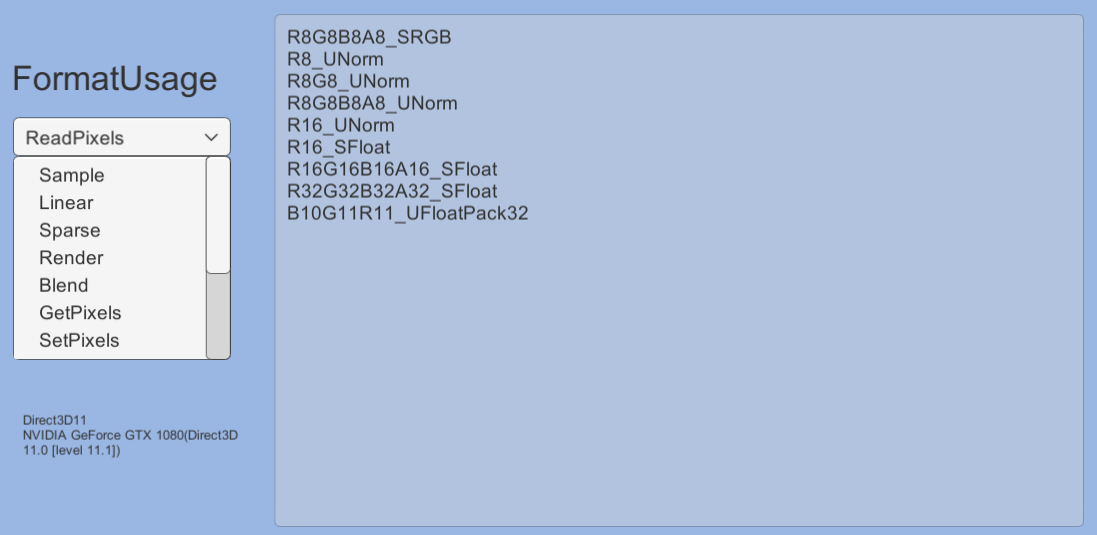 FormatUsage
ReadPixels
Sample
Linear
Sparse
Render
Blend
GetPixels
SetPixels
Direct3D11
NVIDIA GeForce GTX 1080(Direct3D
11.0 [level 11.1])
R8G8B8A8_SRGB
R8_UNorm
R8G8_UNorm
R8G8B8A8_UNorm
R16_UNorm
R16_SFloat
R16G16B16A16_SFloat
R32G32B32A32_SFloat
B10G11R11_UFloatPack32